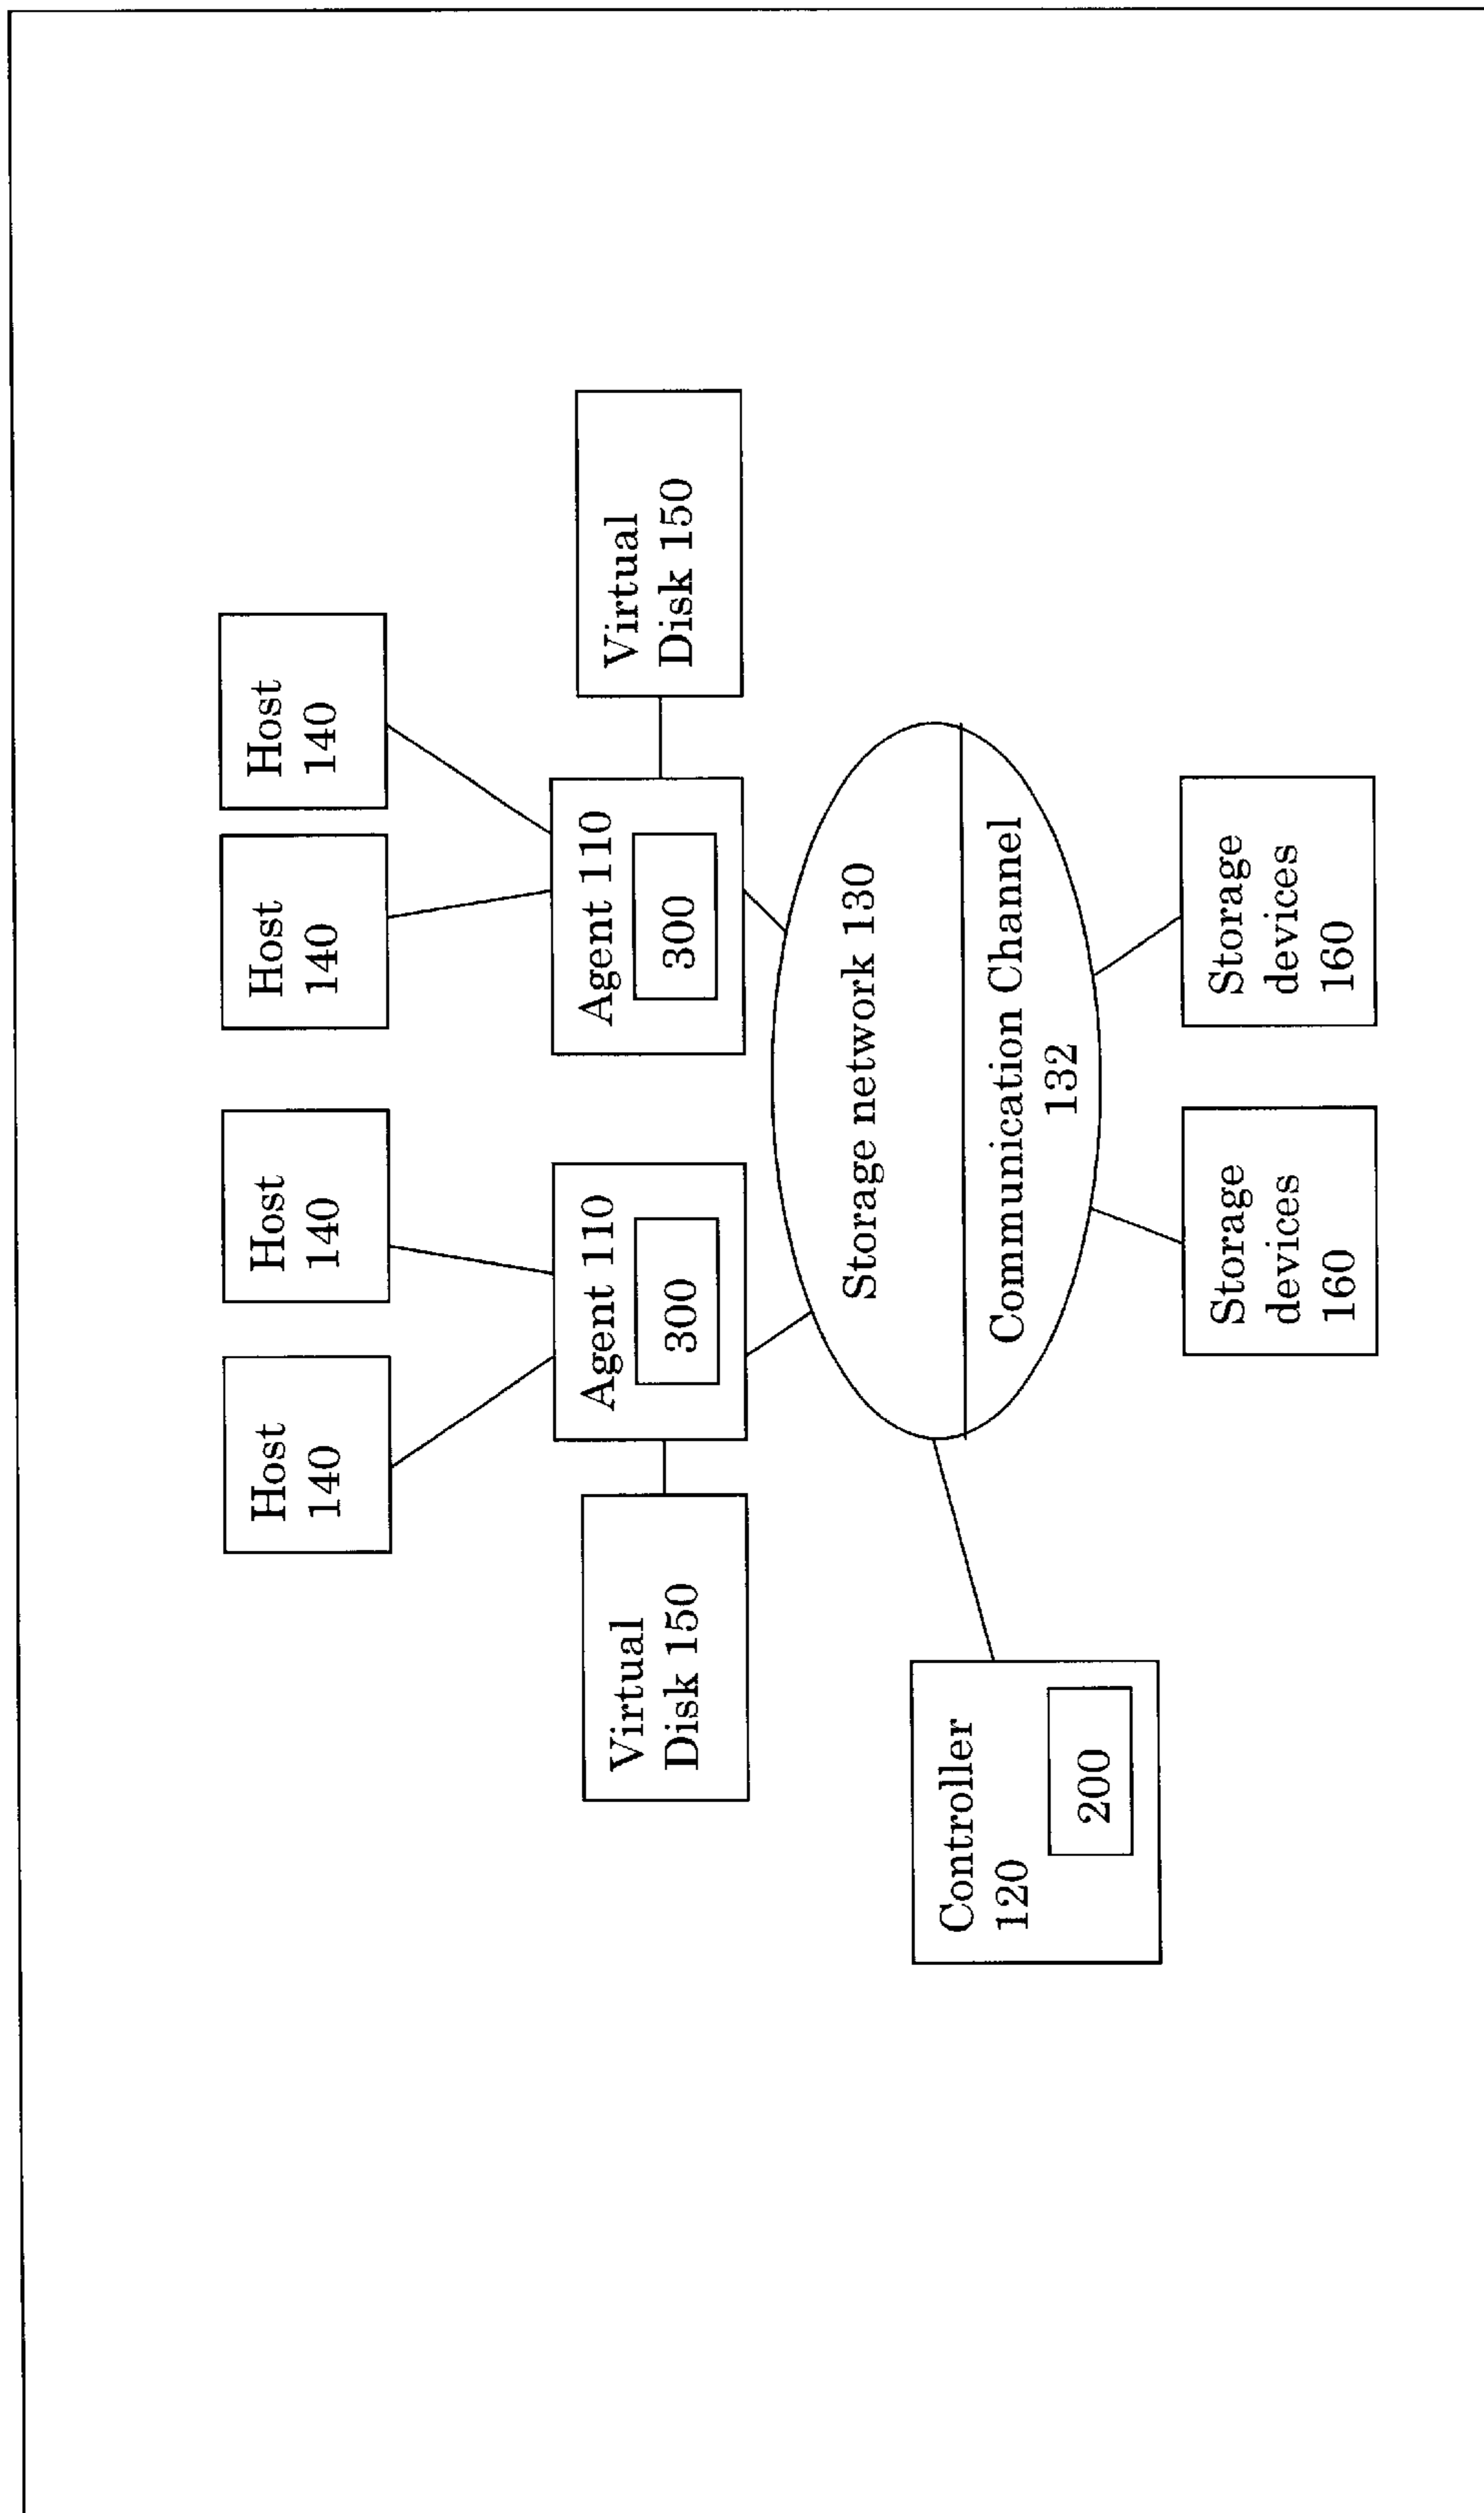 Host
140
Host
140
Host
140
Host
140
Virtual
Disk 150
Agent 110
300
Agent 110
300
Virtual
Disk 150
Storage network 130
Communication Channel
132
Controller
120
200
Storage
devices
160
Storage
devices
160